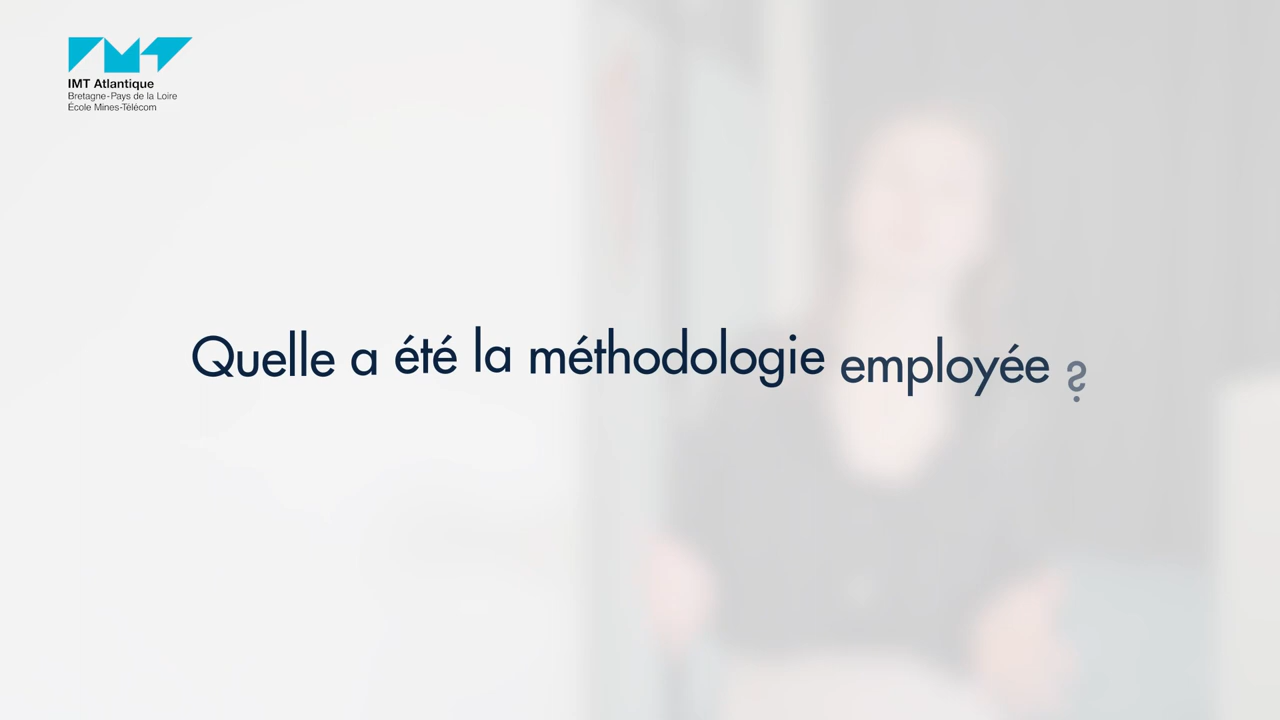 IMT Atlantique
Bretagne-Pays de la Loire
École Mines-Télécom
Quelle a été la méthodologie employée ?